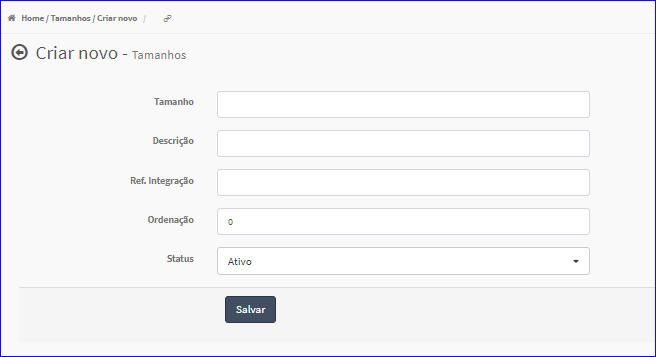 Home / Tamanhos / Criar novo /
Criar novo - Tamanhos
Tamanho
Descrição
Ref. Integração
Ordenação 0
Status Ativo
Salvar